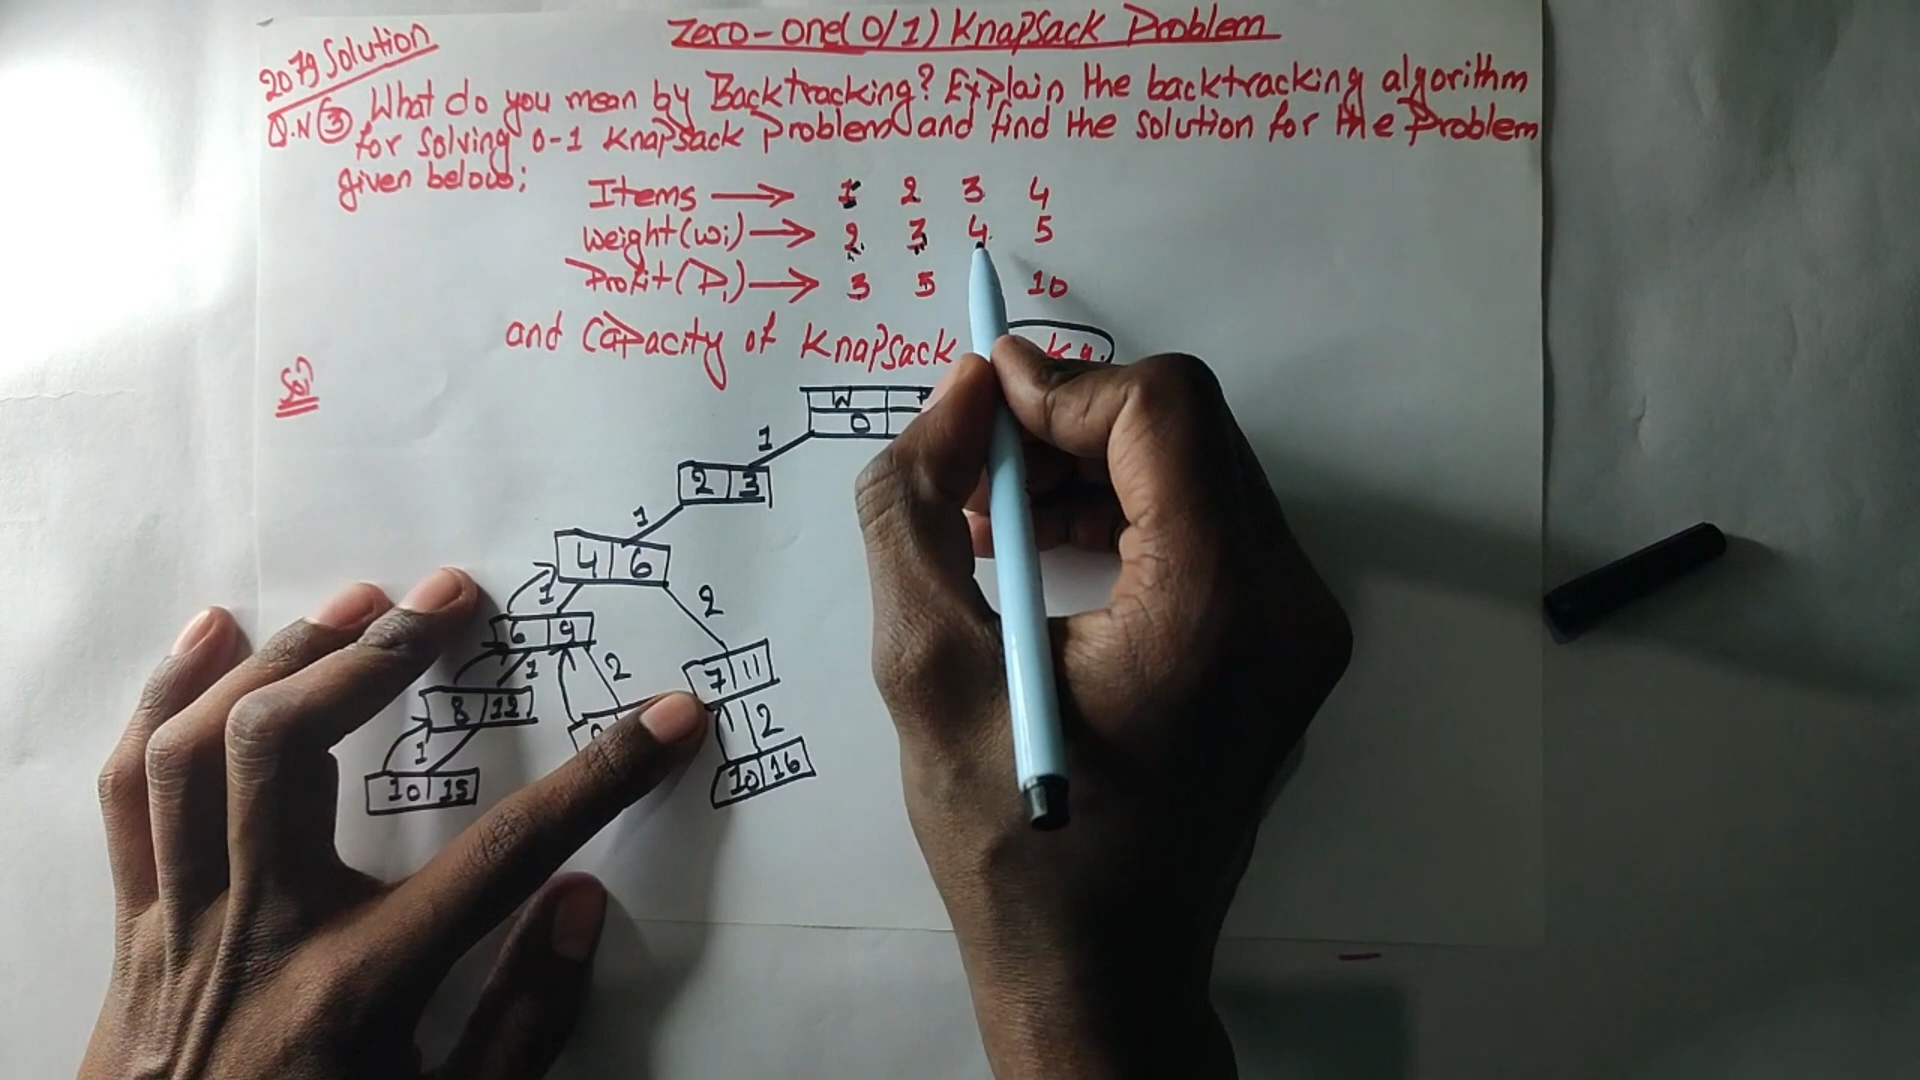 Zero-one(0/1) Knapsack Problem
2079 Solution
Q.N 3 What do you mean by Backtracking? Explain the backtracking algorithm
for solving 0-1 Knapsack Problem and find the solution for the Problem
given below;
Items → 1 2 3 4
Weight(wi) → 2 3 4 5
Profit(Pi) → 3 5 10
and Capacity of Knapsack
Sol
W
0
1
2 3
1
4 6
1 2
6 9
1 2 7 11
8 12
1 2
10 15 10 16